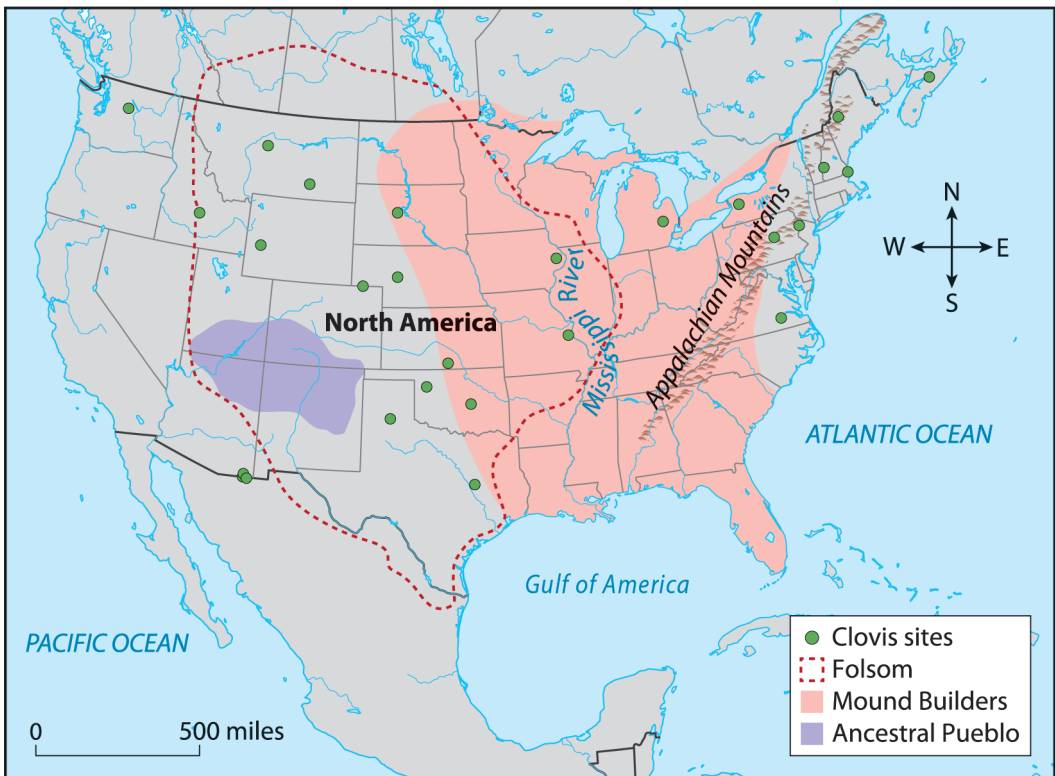 N
W E
S
North America
Mississippi River
Appalachian Mountains
ATLANTIC OCEAN
Gulf of America
PACIFIC OCEAN
0 500 miles
Clovis sites
Folsom
Mound Builders
Ancestral Pueblo